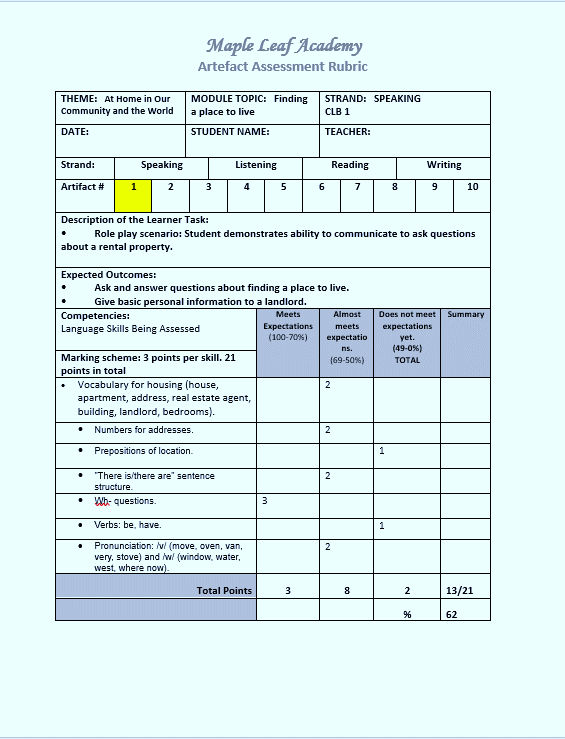 Maple Leaf Academy
Artefact Assessment Rubric
THEME: At Home in Our
Community and the World
MODULE TOPIC: Finding
a place to live
STRAND: SPEAKING
CLB 1
DATE:
STUDENT NAME:
TEACHER:
Strand: Speaking Listening Reading Writing
Artifact # 1 2 3 4 5 6 7 8 9 10
Description of the Learner Task:
• Role play scenario: Student demonstrates ability to communicate to ask questions
about a rental property.
Expected Outcomes:
• Ask and answer questions about finding a place to live.
• Give basic personal information to a landlord.
Competencies:
Language Skills Being Assessed
Marking scheme: 3 points per skill. 21
points in total
Meets
Expectations
(100-70%)
Almost
meets
expectatio
ns.
(69-50%)
Does not meet
expectations
yet.
(49-0%)
TOTAL
Summary
• Vocabulary for housing (house,
apartment, address, real estate agent,
building, landlord, bedrooms).
2
• Numbers for addresses. 2
• Prepositions of location. 1
• "There is/there are" sentence
structure.
2
• Wh- questions. 3
• Verbs: be, have. 1
• Pronunciation: /v/ (move, oven, van,
very, stove) and /w/ (window, water,
west, where now).
2
Total Points 3 8 2 13/21
% 62